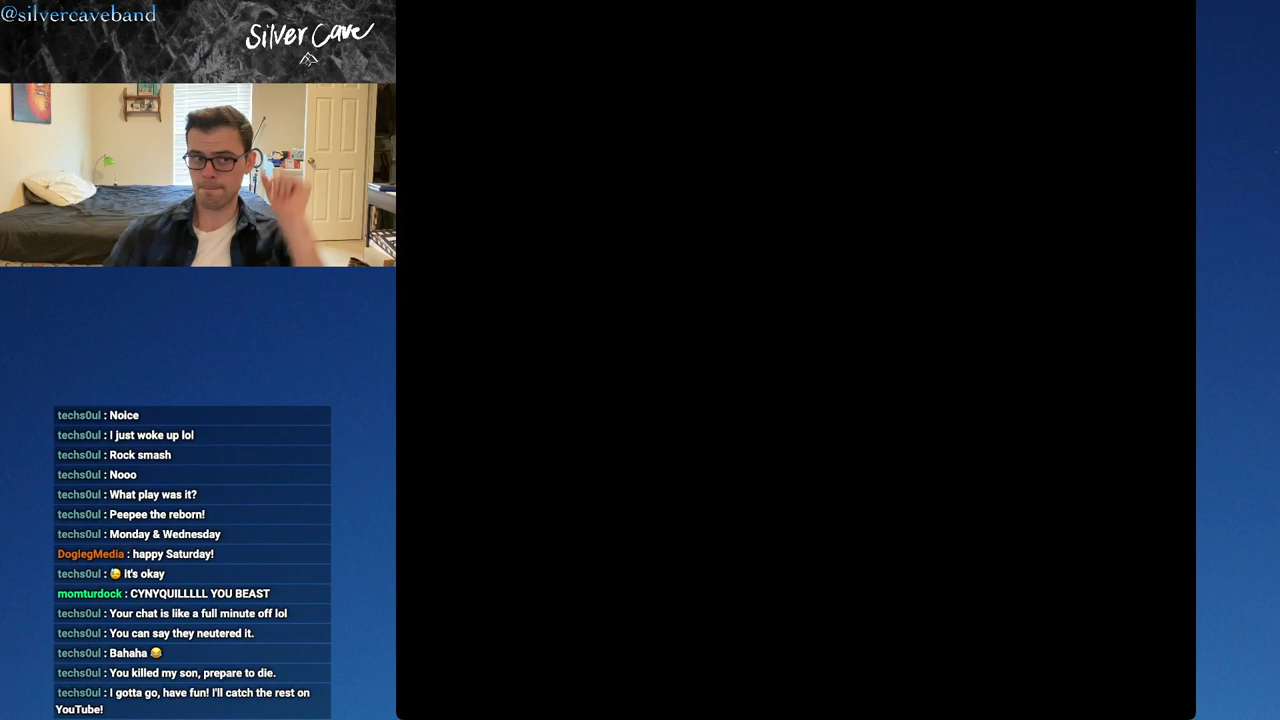 @silvercaveband
Silver Cave
techs0ul : Noice
techs0ul : I just woke up lol
techs0ul : Rock smash
techs0ul : Nooo
techs0ul : What play was it?
techs0ul : Peepee the reborn!
techs0ul : Monday & Wednesday
DoglegMedia : happy Saturday!
techs0ul : 😓 it's okay
momturdock : CYNYQUILLLLL YOU BEAST
techs0ul : Your chat is like a full minute off lol
techs0ul : You can say they neutered it.
techs0ul : Bahaha 😂
techs0ul : You killed my son, prepare to die.
techs0ul : I gotta go, have fun! I'll catch the rest on
YouTube!